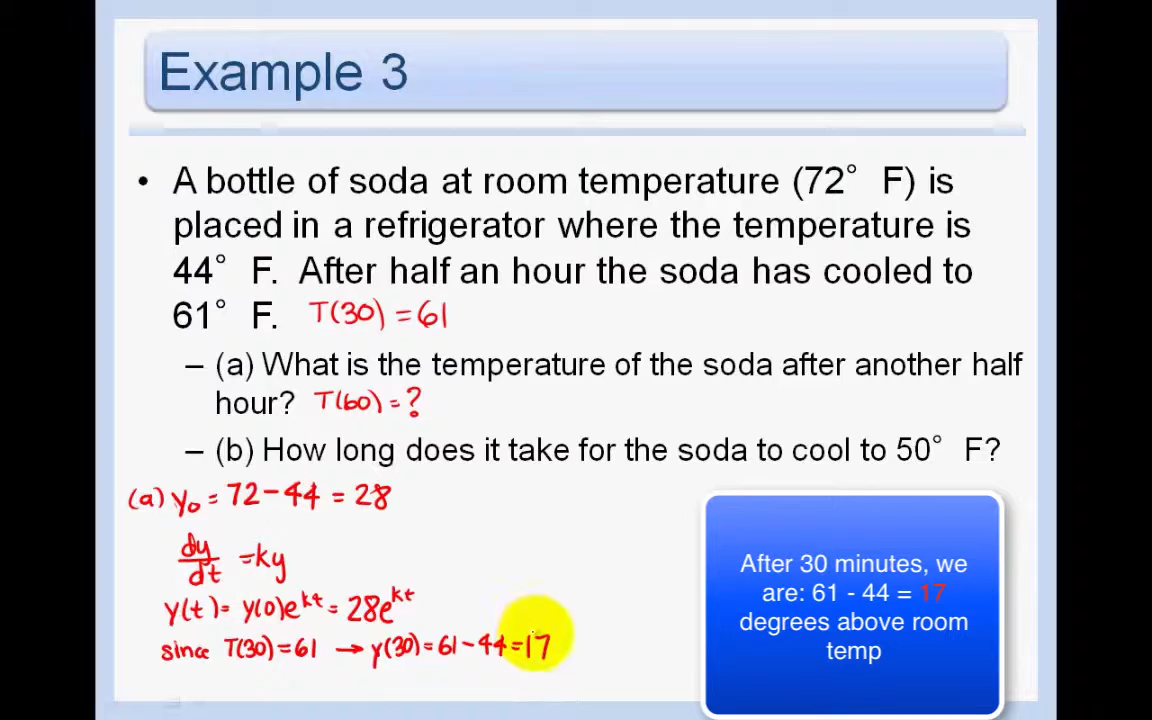 Example 3
• A bottle of soda at room temperature (72° F) is
placed in a refrigerator where the temperature is
44° F. After half an hour the soda has cooled to
61° F. T(30) = 61
– (a) What is the temperature of the soda after another half
hour? T(60) = ?
– (b) How long does it take for the soda to cool to 50° F?
(a) y₀ = 72 - 44 = 28
dy/dt = ky
y(t) = y(0)e^kt = 28e^kt
since T(30) = 61 → y(30) = 61 - 44 = 17
After 30 minutes, we
are: 61 - 44 = 17
degrees above room
temp